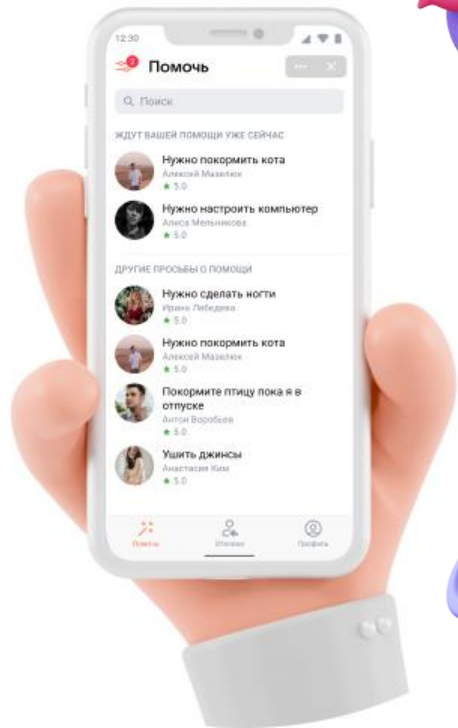 12:30
2
Помочь
Поиск
ЖДУТ ВАШЕЙ ПОМОЩИ УЖЕ СЕЙЧАС
Нужно покормить кота
Алексей Мазелюк
5.0
Нужно настроить компьютер
Алиса Мельникова
5.0
ДРУГИЕ ПРОСЬБЫ О ПОМОЩИ
Нужно сделать ногти
Ирина Лебедева
5.0
Нужно покормить кота
Алексей Мазелюк
5.0
Покормите птицу пока я в
отпуске
Антон Воробьев
5.0
Ушить джинсы
Анастасия Ким
5.0
Помочь
Профиль